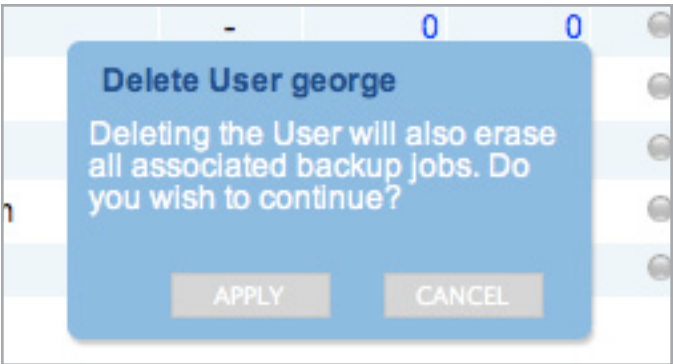 - 0 0
Delete User george
Deleting the User will also erase
all associated backup jobs. Do
you wish to continue?
n
APPLY CANCEL